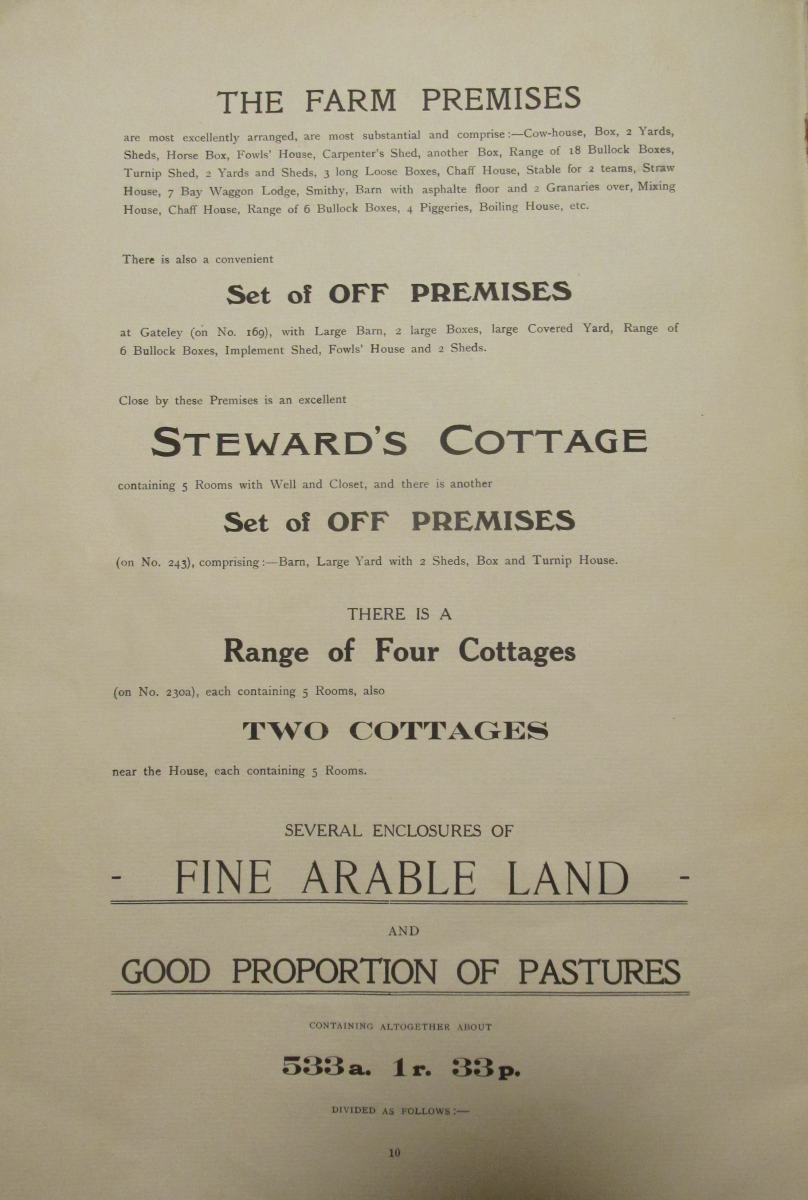 THE FARM PREMISES
are most excellently arranged, are most substantial and comprise:—Cow-house, Box, 2 Yards,
Sheds, Horse Box, Fowls' House, Carpenter's Shed, another Box, Range of 18 Bullock Boxes,
Turnip Shed, 2 Yards and Sheds, 3 long Loose Boxes, Chaff House, Stable for 2 teams, Straw
House, 7 Bay Waggon Lodge, Smithy, Barn with asphalte floor and 2 Granaries over, Mixing
House, Chaff House, Range of 6 Bullock Boxes, 4 Piggeries, Boiling House, etc.
There is also a convenient
Set of OFF PREMISES
at Gateley (on No. 169), with Large Barn, 2 large Boxes, large Covered Yard, Range of
6 Bullock Boxes, Implement Shed, Fowls' House and 2 Sheds.
Close by these Premises is an excellent
STEWARD'S COTTAGE
containing 5 Rooms with Well and Closet, and there is another
Set of OFF PREMISES
(on No. 243), comprising:—Barn, Large Yard with 2 Sheds, Box and Turnip House.
THERE IS A
Range of Four Cottages
(on No. 230a), each containing 5 Rooms, also
TWO COTTAGES
near the House, each containing 5 Rooms.
SEVERAL ENCLOSURES OF
- FINE ARABLE LAND -
AND
GOOD PROPORTION OF PASTURES
CONTAINING ALTOGETHER ABOUT
533a. 1r. 33p.
DIVIDED AS FOLLOWS:—
10